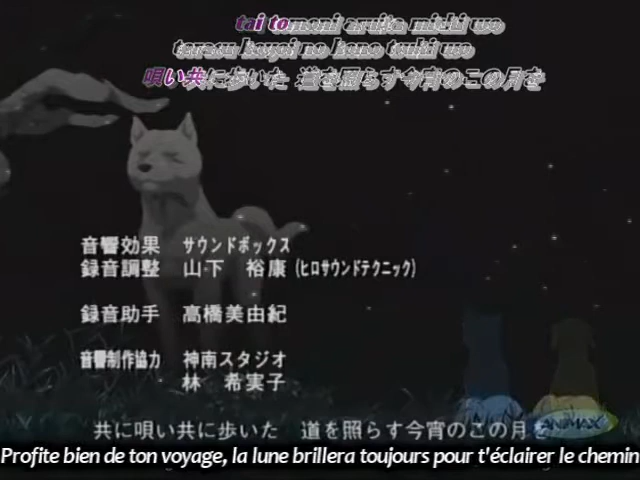 tai tomoni aruita michi wo
terasu koyoi no kono tsuki wo
唄い共に歩いた 道を照らす今宵のこの月を
音響効果 サウンドボックス
録音調整 山下 裕康 (ヒロサウンドテクニック)
録音助手 高橋美由紀
音響制作協力 神南スタジオ
林 希実子
共に唄い共に歩いた 道を照らす今宵のこの月を
ANIMAX
Profite bien de ton voyage, la lune brillera toujours pour t'éclairer le chemin